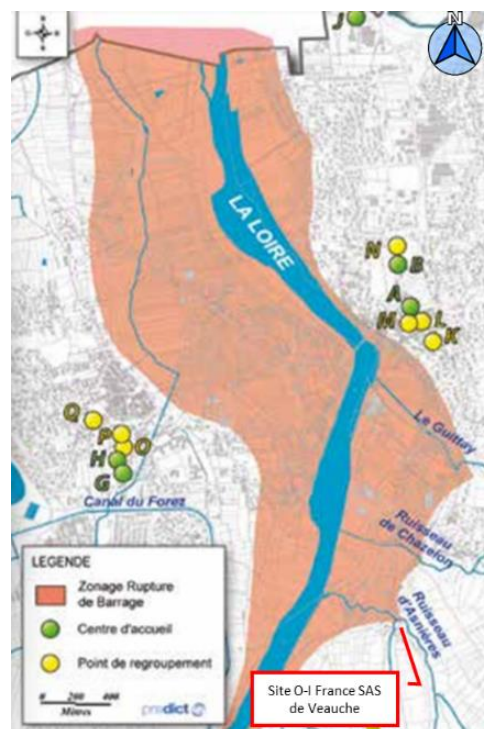 J
N
LA LOIRE
N
B
A
L
M
K
Q
P
O
H
G
Le Guittay
Canal du Forez
Ruisseau
de Chazelon
Ruisseau
d'Asnières
LEGENDE
Zonage Rupture
de Barrage
Centre d'accueil
Point de regroupement
0 200 400
Mètres
predict
Site O-I France SAS
de Veauche